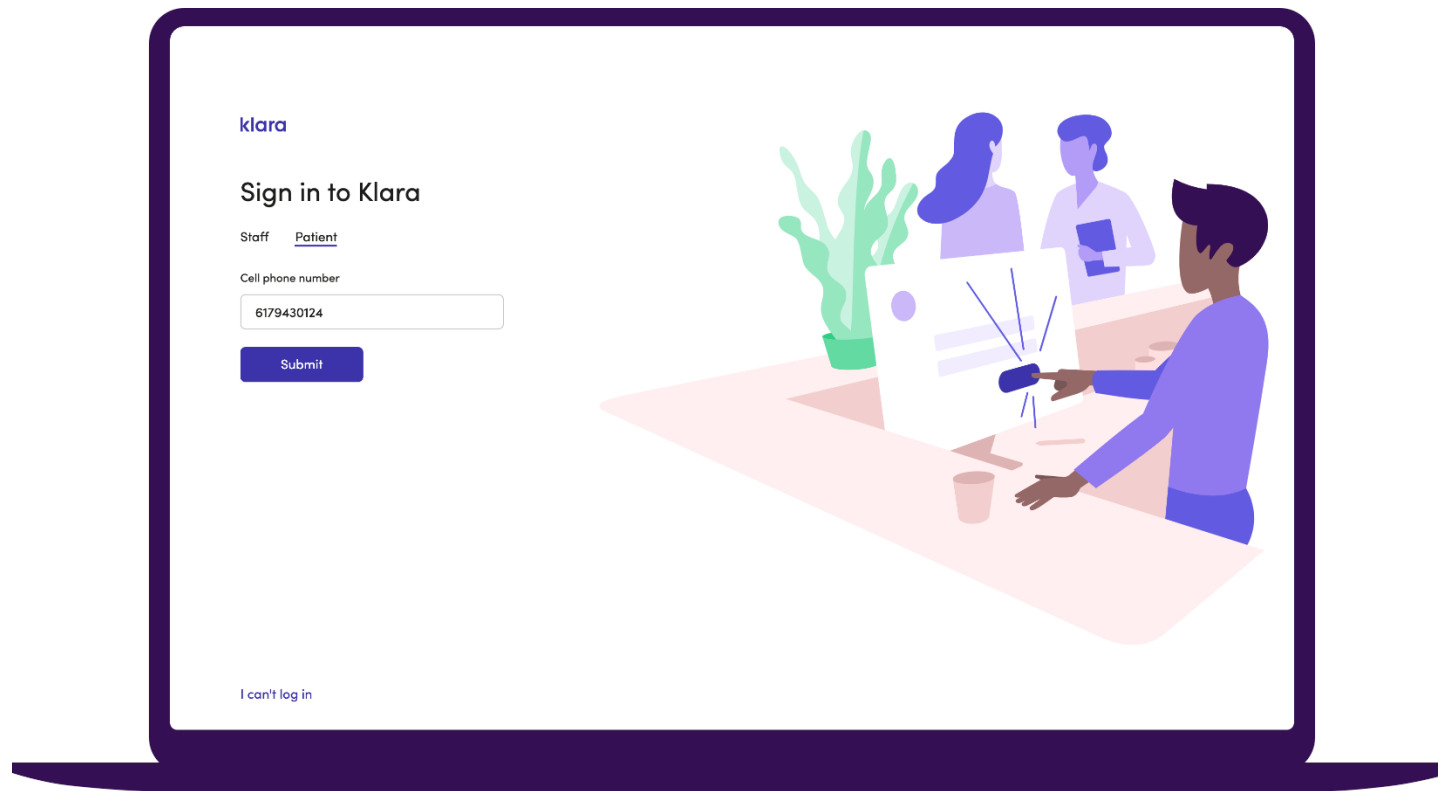 klara
Sign in to Klara
Staff Patient
Cell phone number
6179430124
Submit
I can't log in